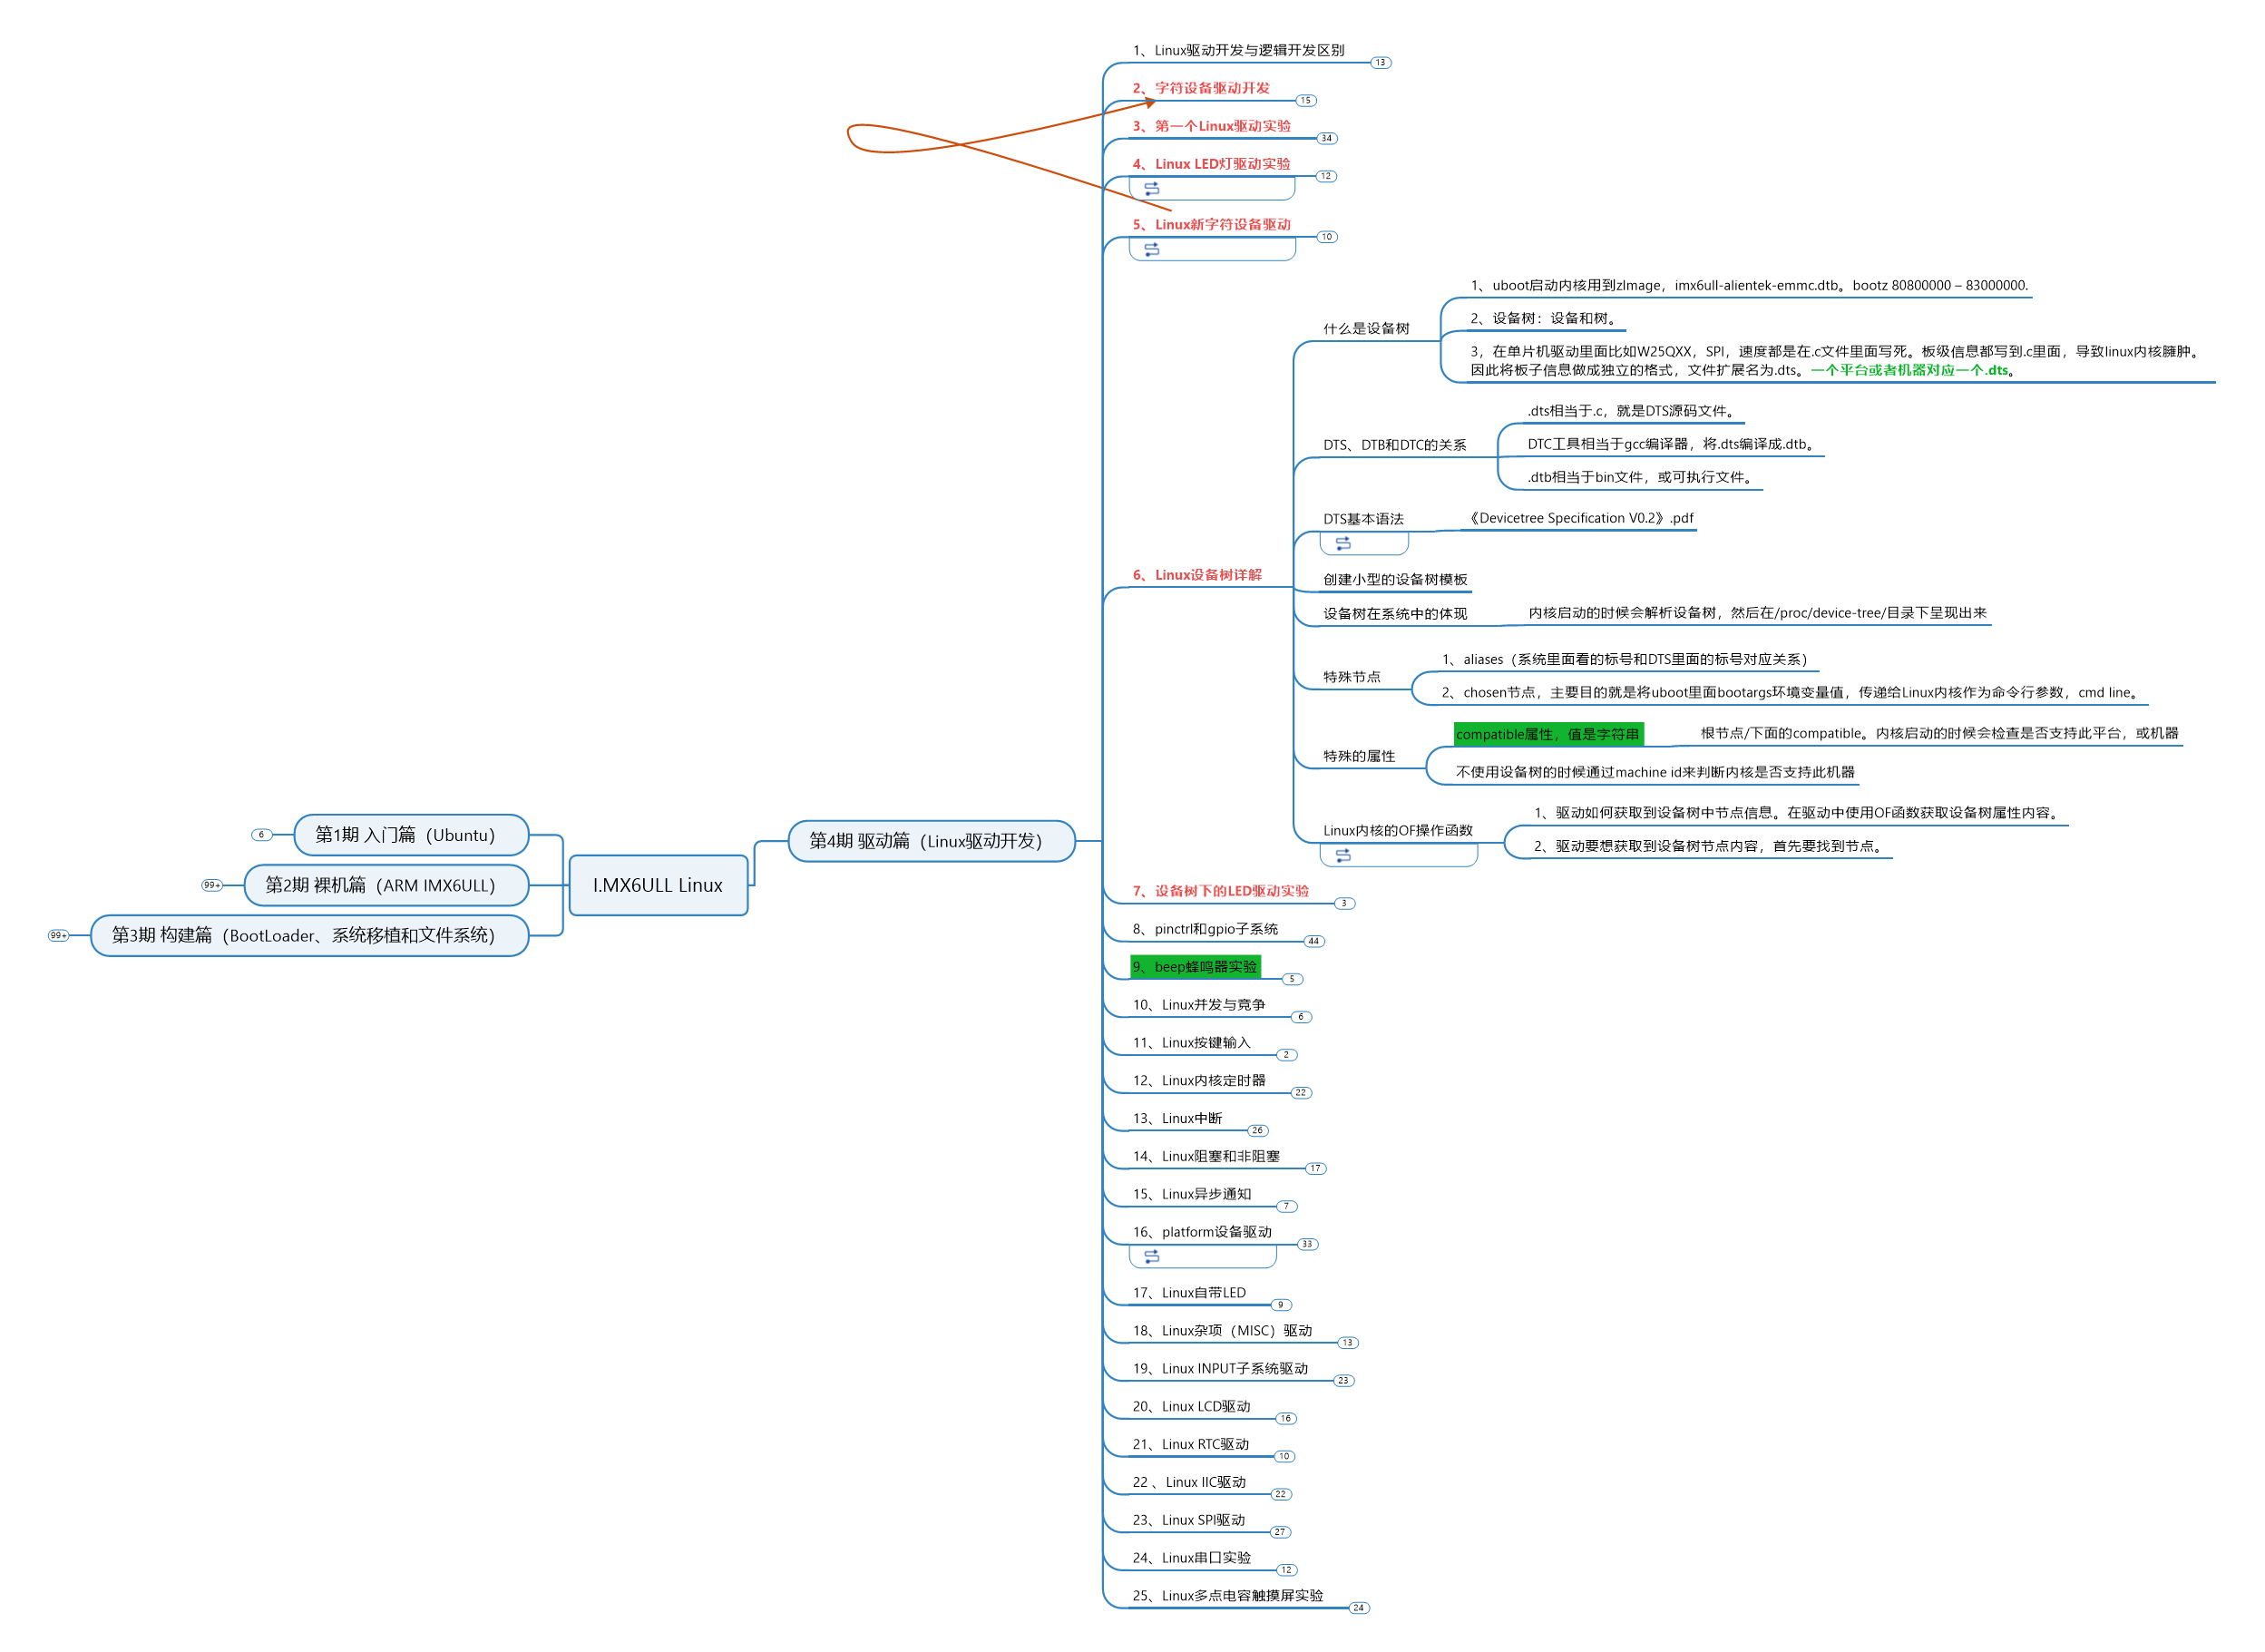 I.MX6ULL Linux
第1期 入门篇（Ubuntu）
6
第2期 裸机篇（ARM IMX6ULL）
99+
第3期 构建篇（BootLoader、系统移植和文件系统）
99+
第4期 驱动篇（Linux驱动开发）
1、Linux驱动开发与逻辑开发区别
13
2、字符设备驱动开发
15
3、第一个Linux驱动实验
34
4、Linux LED灯驱动实验
12
5、Linux新字符设备驱动
10
6、Linux设备树详解
什么是设备树
1、uboot启动内核用到zImage，imx6ull-alientek-emmc.dtb。bootz 80800000 – 83000000.
2、设备树：设备和树。
3，在单片机驱动里面比如W25QXX，SPI，速度都是在.c文件里面写死。板级信息都写到.c里面，导致linux内核臃肿。
因此将板子信息做成独立的格式，文件扩展名为.dts。一个平台或者机器对应一个.dts。
DTS、DTB和DTC的关系
.dts相当于.c，就是DTS源码文件。
DTC工具相当于gcc编译器，将.dts编译成.dtb。
.dtb相当于bin文件，或可执行文件。
DTS基本语法
《Devicetree Specification V0.2》.pdf
创建小型的设备树模板
设备树在系统中的体现
内核启动的时候会解析设备树，然后在/proc/device-tree/目录下呈现出来
特殊节点
1、aliases（系统里面看的标号和DTS里面的标号对应关系）
2、chosen节点，主要目的就是将uboot里面bootargs环境变量值，传递给Linux内核作为命令行参数，cmd line。
特殊的属性
compatible属性，值是字符串
根节点/下面的compatible。内核启动的时候会检查是否支持此平台，或机器
不使用设备树的时候通过machine id来判断内核是否支持此机器
Linux内核的OF操作函数
1、驱动如何获取到设备树中节点信息。在驱动中使用OF函数获取设备树属性内容。
2、驱动要想获取到设备树节点内容，首先要找到节点。
7、设备树下的LED驱动实验
3
8、pinctrl和gpio子系统
44
9、beep蜂鸣器实验
5
10、Linux并发与竞争
6
11、Linux按键输入
2
12、Linux内核定时器
22
13、Linux中断
26
14、Linux阻塞和非阻塞
17
15、Linux异步通知
7
16、platform设备驱动
33
17、Linux自带LED
9
18、Linux杂项（MISC）驱动
13
19、Linux INPUT子系统驱动
23
20、Linux LCD驱动
16
21、Linux RTC驱动
10
22 、Linux IIC驱动
22
23、Linux SPI驱动
27
24、Linux串口实验
12
25、Linux多点电容触摸屏实验
24